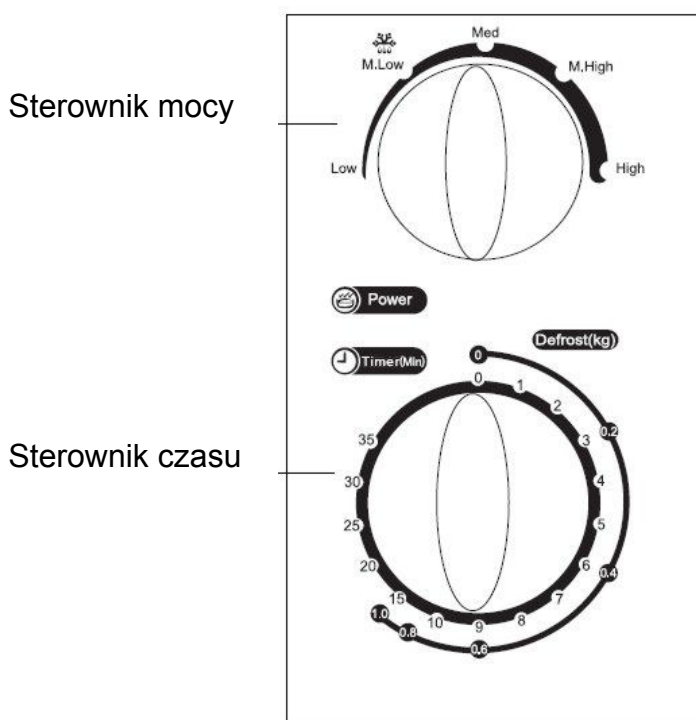 Med
M.Low
M.High
Sterownik mocy
Low
High
Power
Defrost(kg)
0
Timer(Min)
0
1
2
35
3
0.2
30
4
Sterownik czasu
25
5
20
6
0.4
15
7
1.0
10
8
0.8
9
0.6